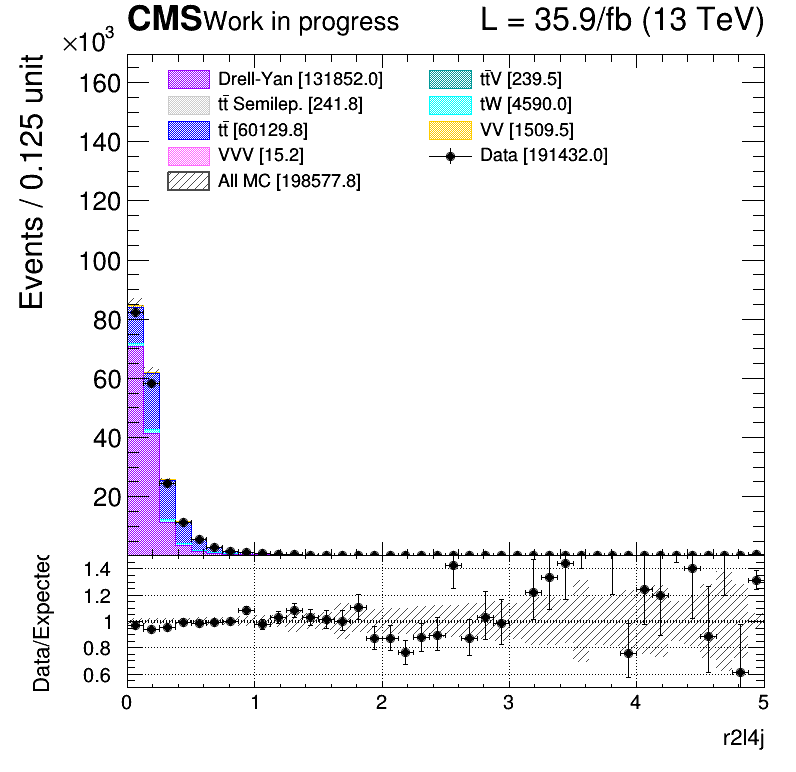 CMS Work in progress L = 35.9/fb (13 TeV)
×10³
Events / 0.125 unit
160
140
120
100
80
60
40
20
Drell-Yan [131852.0]
tt̄ Semilep. [241.8]
tt̄ [60129.8]
VVV [15.2]
All MC [198577.8]
tt̄V [239.5]
tW [4590.0]
VV [1509.5]
Data [191432.0]
Data/Expected
1.4
1.2
1
0.8
0.6
0 1 2 3 4 5
r2l4j